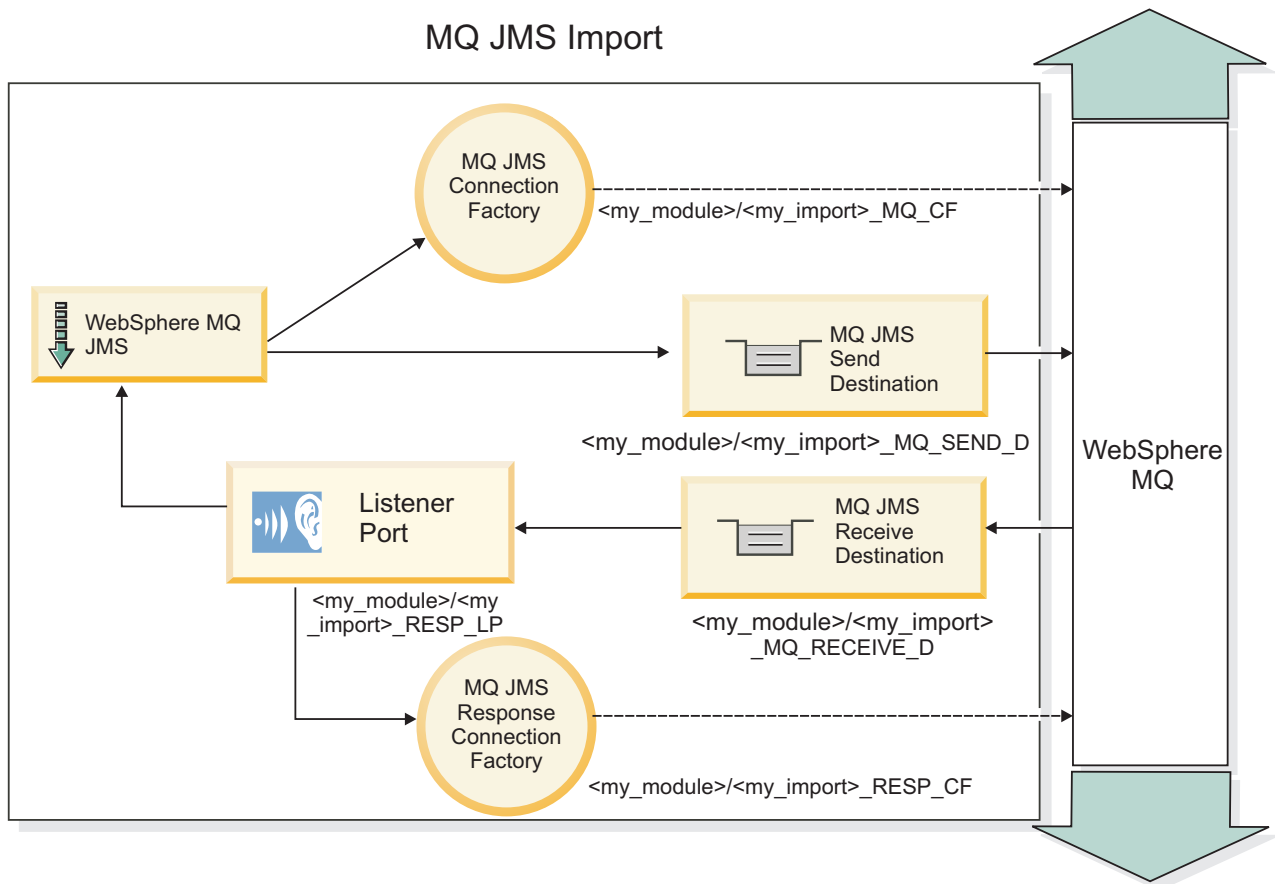 MQ JMS Import
MQ JMS
Connection
Factory
<my_module>/<my_import>_MQ_CF
WebSphere MQ
JMS
MQ JMS
Send
Destination
<my_module>/<my_import>_MQ_SEND_D
WebSphere
MQ
Listener
Port
<my_module>/<my
_import>_RESP_LP
MQ JMS
Receive
Destination
<my_module>/<my_import>
_MQ_RECEIVE_D
MQ JMS
Response
Connection
Factory
<my_module>/<my_import>_RESP_CF